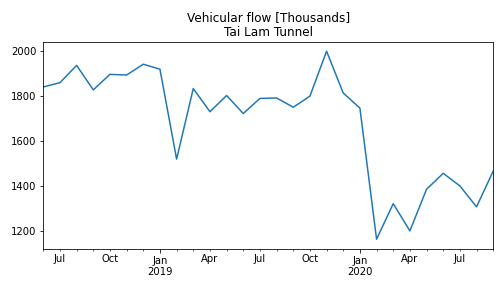 Vehicular flow [Thousands]
Tai Lam Tunnel
2000
1800
1600
1400
1200
Jul Oct Jan Apr Jul Oct Jan Apr Jul
2019 2020